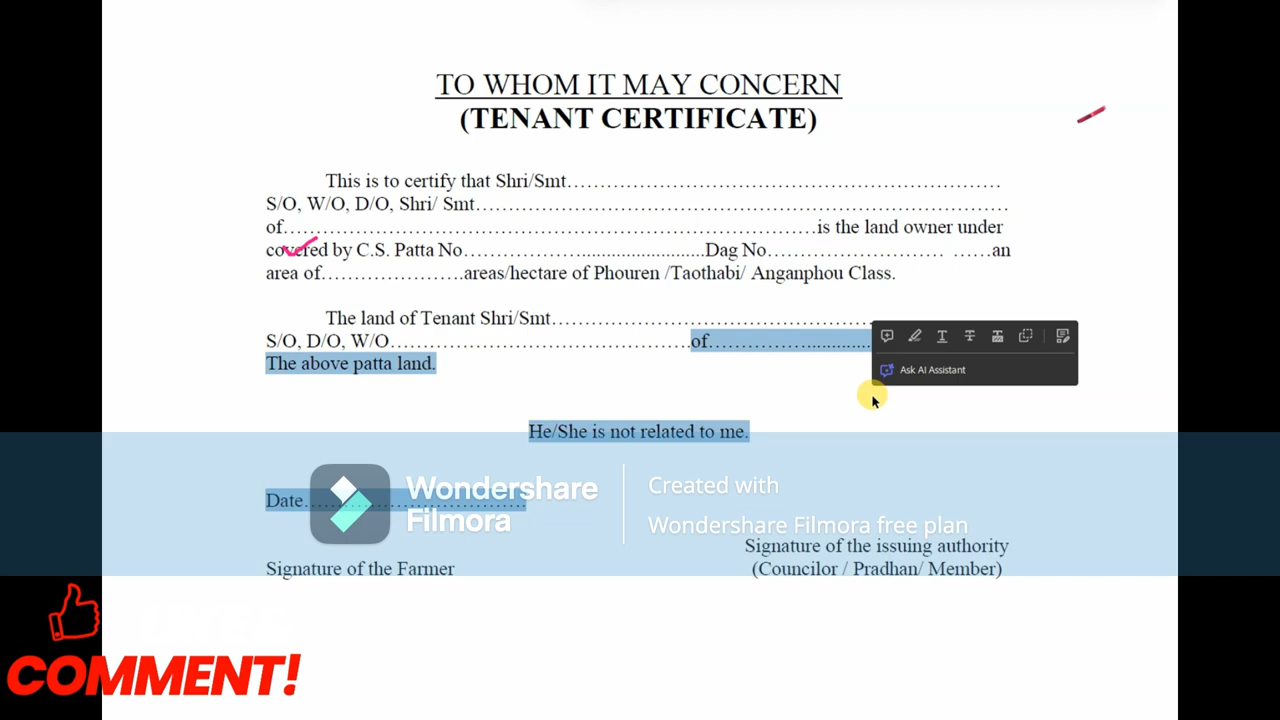 TO WHOM IT MAY CONCERN
(TENANT CERTIFICATE)
This is to certify that Shri/Smt…………………………………………………………
S/O, W/O, D/O, Shri/ Smt……………………………………………………………………
of……………………………………………………………………is the land owner under
covered by C.S. Patta No……………..........................Dag No……………………… ……an
area of…………………areas/hectare of Phouren /Taothabi/ Anganphou Class.
The land of Tenant Shri/Smt…………………………………………
S/O, D/O, W/O………………………………………of……………............
The above patta land.
Ask AI Assistant
He/She is not related to me.
Date……………………………
Wondershare
Filmora
Created with
Wondershare Filmora free plan
Signature of the issuing authority
Signature of the Farmer
(Councilor / Pradhan/ Member)
COMMENT!